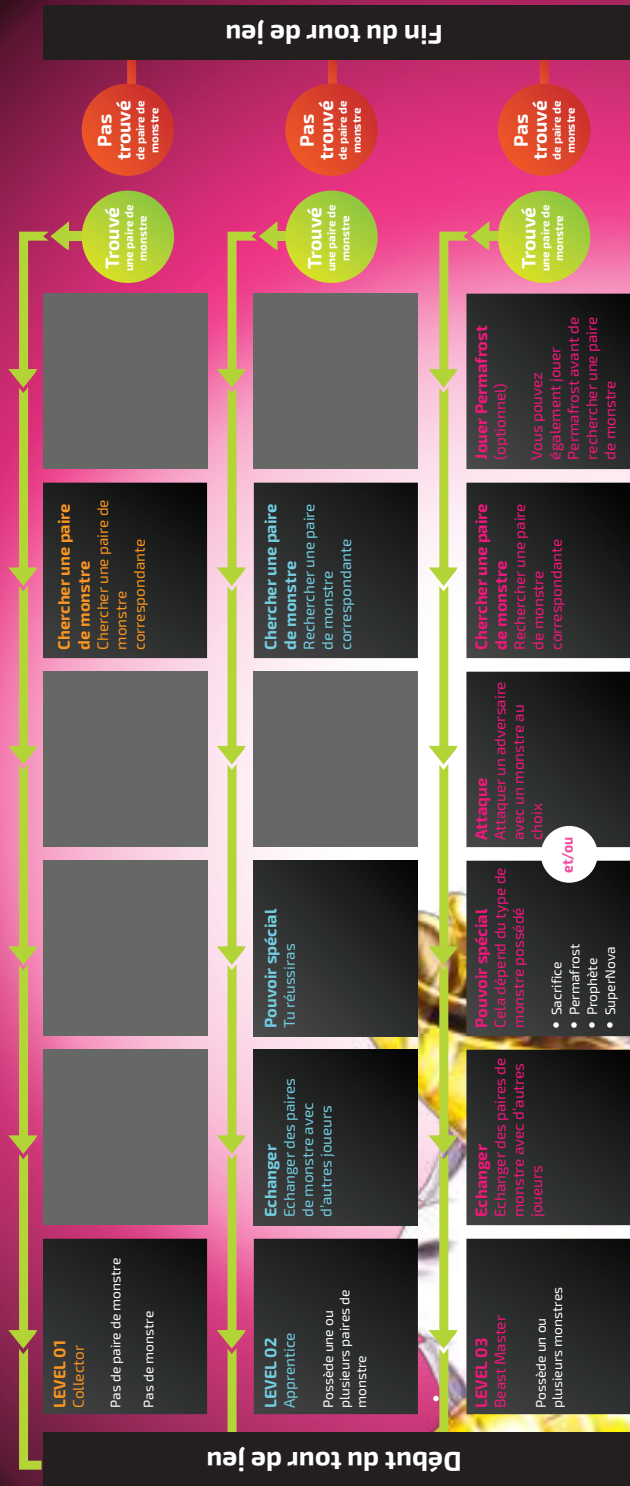 Début du tour de jeu
LEVEL 01
Collector
Pas de paire de monstre
Pas de monstre
Chercher une paire
de monstre
Chercher une paire de
monstre
correspondante
Trouvé
une paire de
monstre
Pas
trouvé
de paire de
monstre
LEVEL 02
Apprentice
Possède une ou
plusieurs paires de
monstre
Echanger
Echanger des paires
de monstre avec
d'autres joueurs
Pouvoir spécial
Tu réussiras
Chercher une paire
de monstre
Rechercher une paire
de monstre
correspondante
Trouvé
une paire de
monstre
Pas
trouvé
de paire de
monstre
LEVEL 03
Beast Master
Possède un ou
plusieurs monstres
Echanger
Echanger des paires de
monstre avec d'autres
joueurs
Pouvoir spécial
Cela dépend du type de
monstre possédé
• Sacrifice
• Permafrost
• Prophète
• SuperNova
et/ou
Attaque
Attaquer un adversaire
avec un monstre au
choix
Chercher une paire
de monstre
Rechercher une paire
de monstre
correspondante
Jouer Permafrost
(optionnel)
Vous pouvez
également jouer
Permafrost avant de
rechercher une paire
de monstre
Trouvé
une paire de
monstre
Pas
trouvé
de paire de
monstre
Fin du tour de jeu